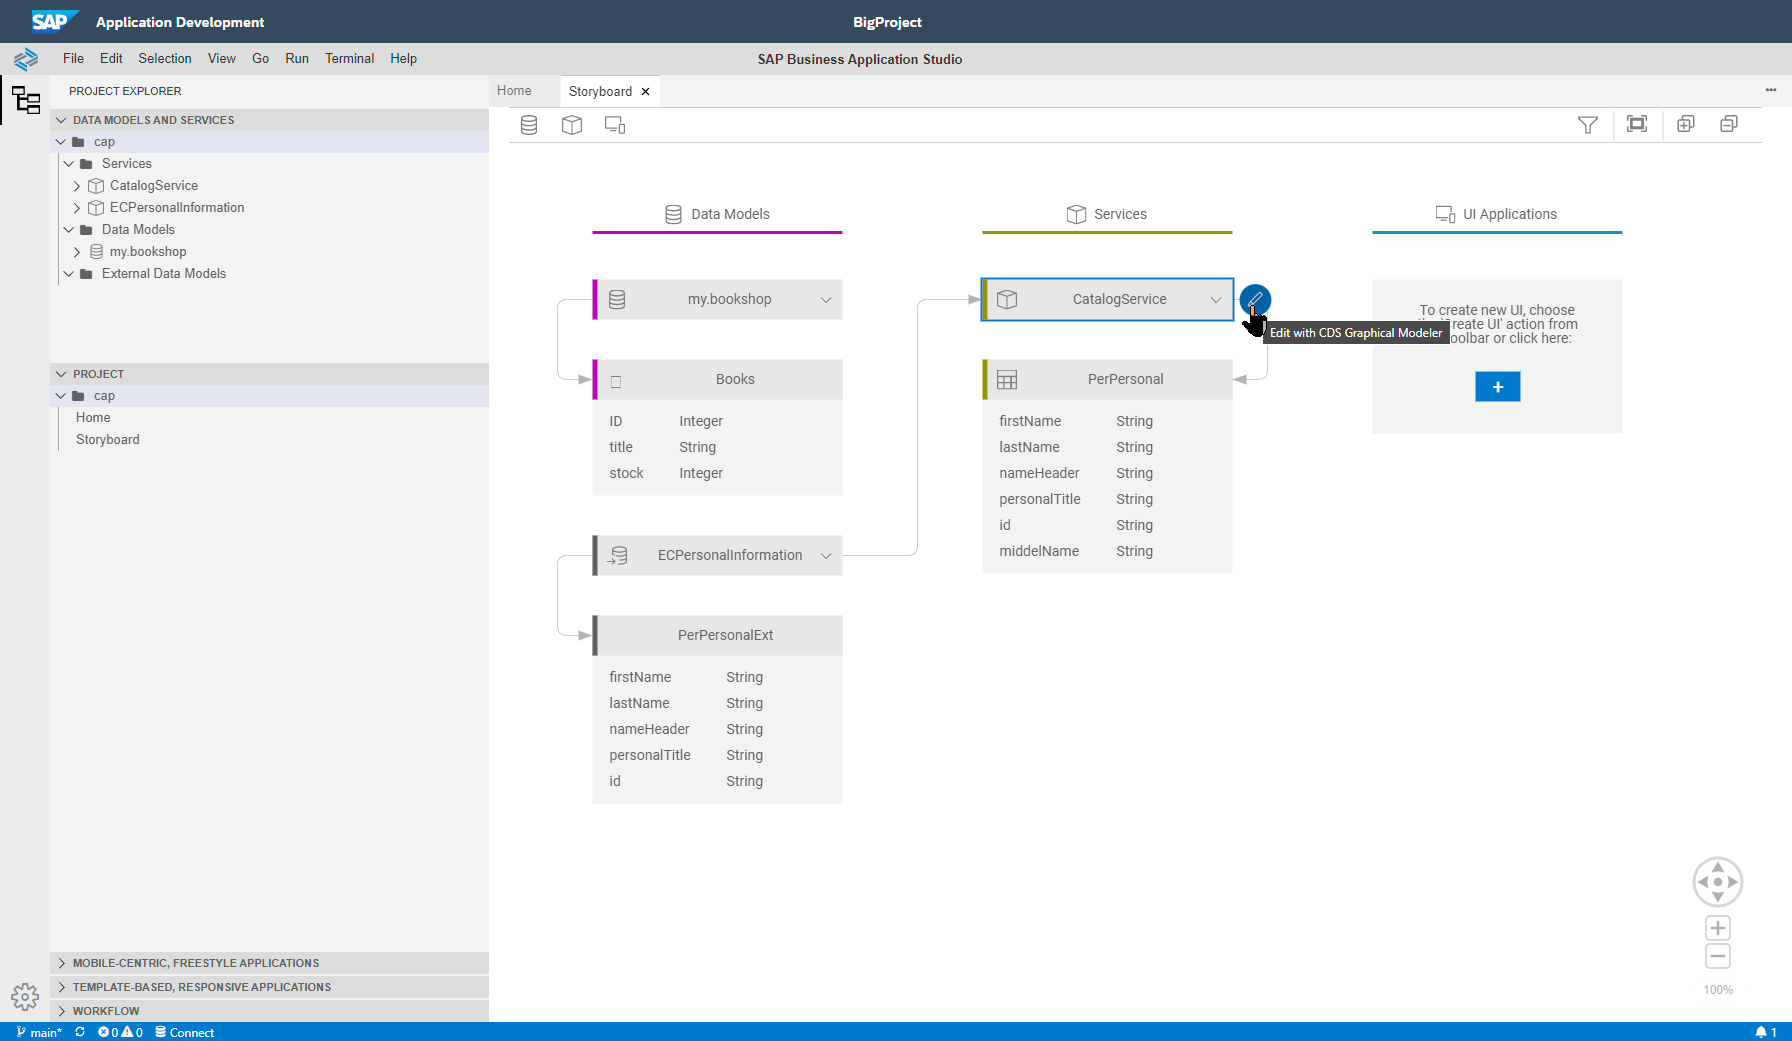 SAP Application Development
BigProject
File Edit Selection View Go Run Terminal Help
SAP Business Application Studio
PROJECT EXPLORER
DATA MODELS AND SERVICES
cap
Services
CatalogService
ECPersonalInformation
Data Models
my.bookshop
External Data Models
PROJECT
cap
Home
Storyboard
MOBILE-CENTRIC, FREESTYLE APPLICATIONS
TEMPLATE-BASED, RESPONSIVE APPLICATIONS
WORKFLOW
Home Storyboard
Data Models
my.bookshop
Books
ID Integer
title String
stock Integer
ECPersonalInformation
PerPersonalExt
firstName String
lastName String
nameHeader String
personalTitle String
id String
Services
CatalogService
Edit with CDS Graphical Modeler
PerPersonal
firstName String
lastName String
nameHeader String
personalTitle String
id String
middelName String
UI Applications
To create new UI, choose
reate UI' action from
oolbar or click here:
+
100%
main* 0 0 Connect
1